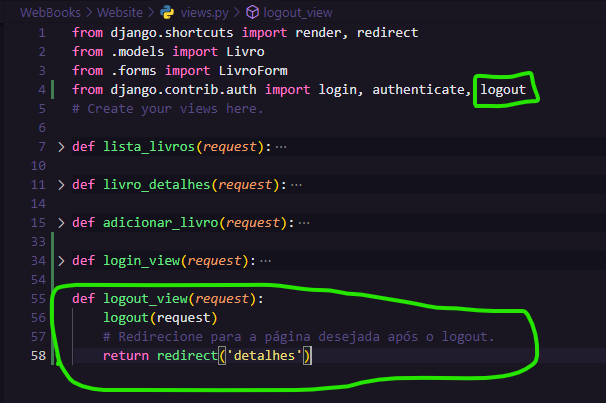 WebBooks > Website > views.py > logout_view
1 from django.shortcuts import render, redirect
2 from .models import Livro
3 from .forms import LivroForm
4 from django.contrib.auth import login, authenticate, logout
5 # Create your views here.
6
7 > def lista_livros(request):⋯
10
11 > def livro_detalhes(request):⋯
14
15 > def adicionar_livro(request):⋯
33
34 > def login_view(request):⋯
54
55 def logout_view(request):
56 logout(request)
57 # Redirecione para a página desejada após o logout.
58 return redirect('detalhes')